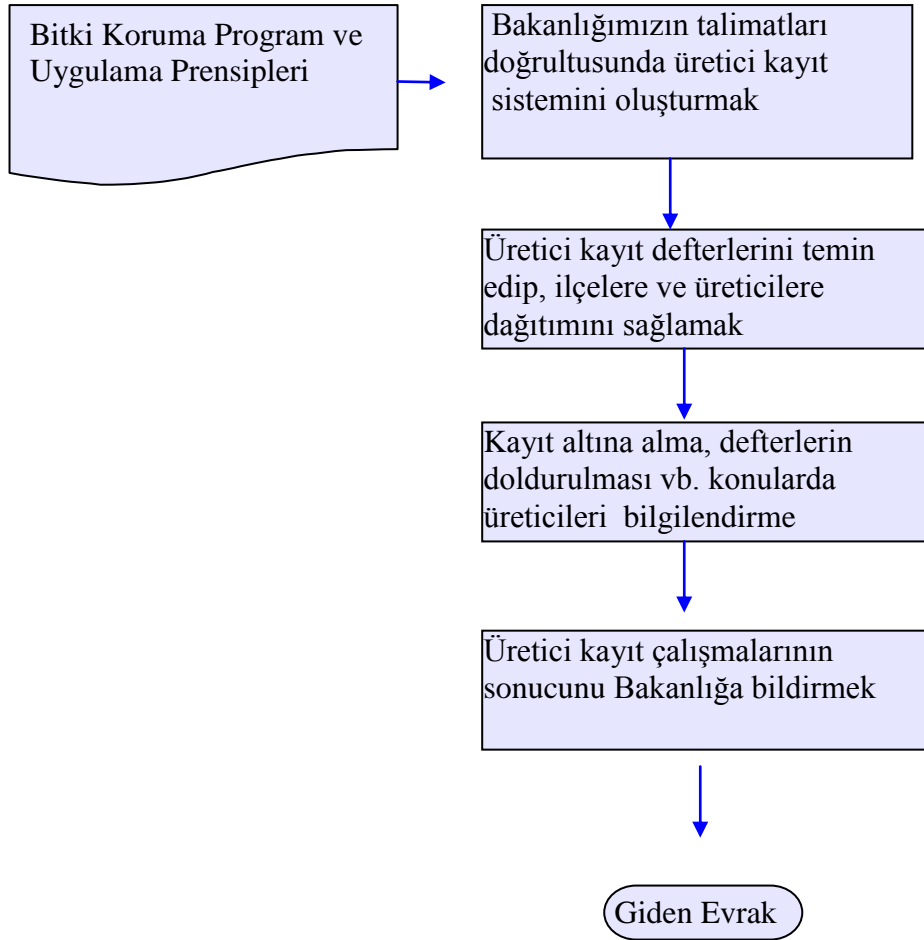 Bitki Koruma Program ve
Uygulama Prensipleri
Bakanlığımızın talimatları
doğrultusunda üretici kayıt
sistemini oluşturmak
Üretici kayıt defterlerini temin
edip, ilçelere ve üreticilere
dağıtımını sağlamak
Kayıt altına alma, defterlerin
doldurulması vb. konularda
üreticileri bilgilendirme
Üretici kayıt çalışmalarının
sonucunu Bakanlığa bildirmek
Giden Evrak